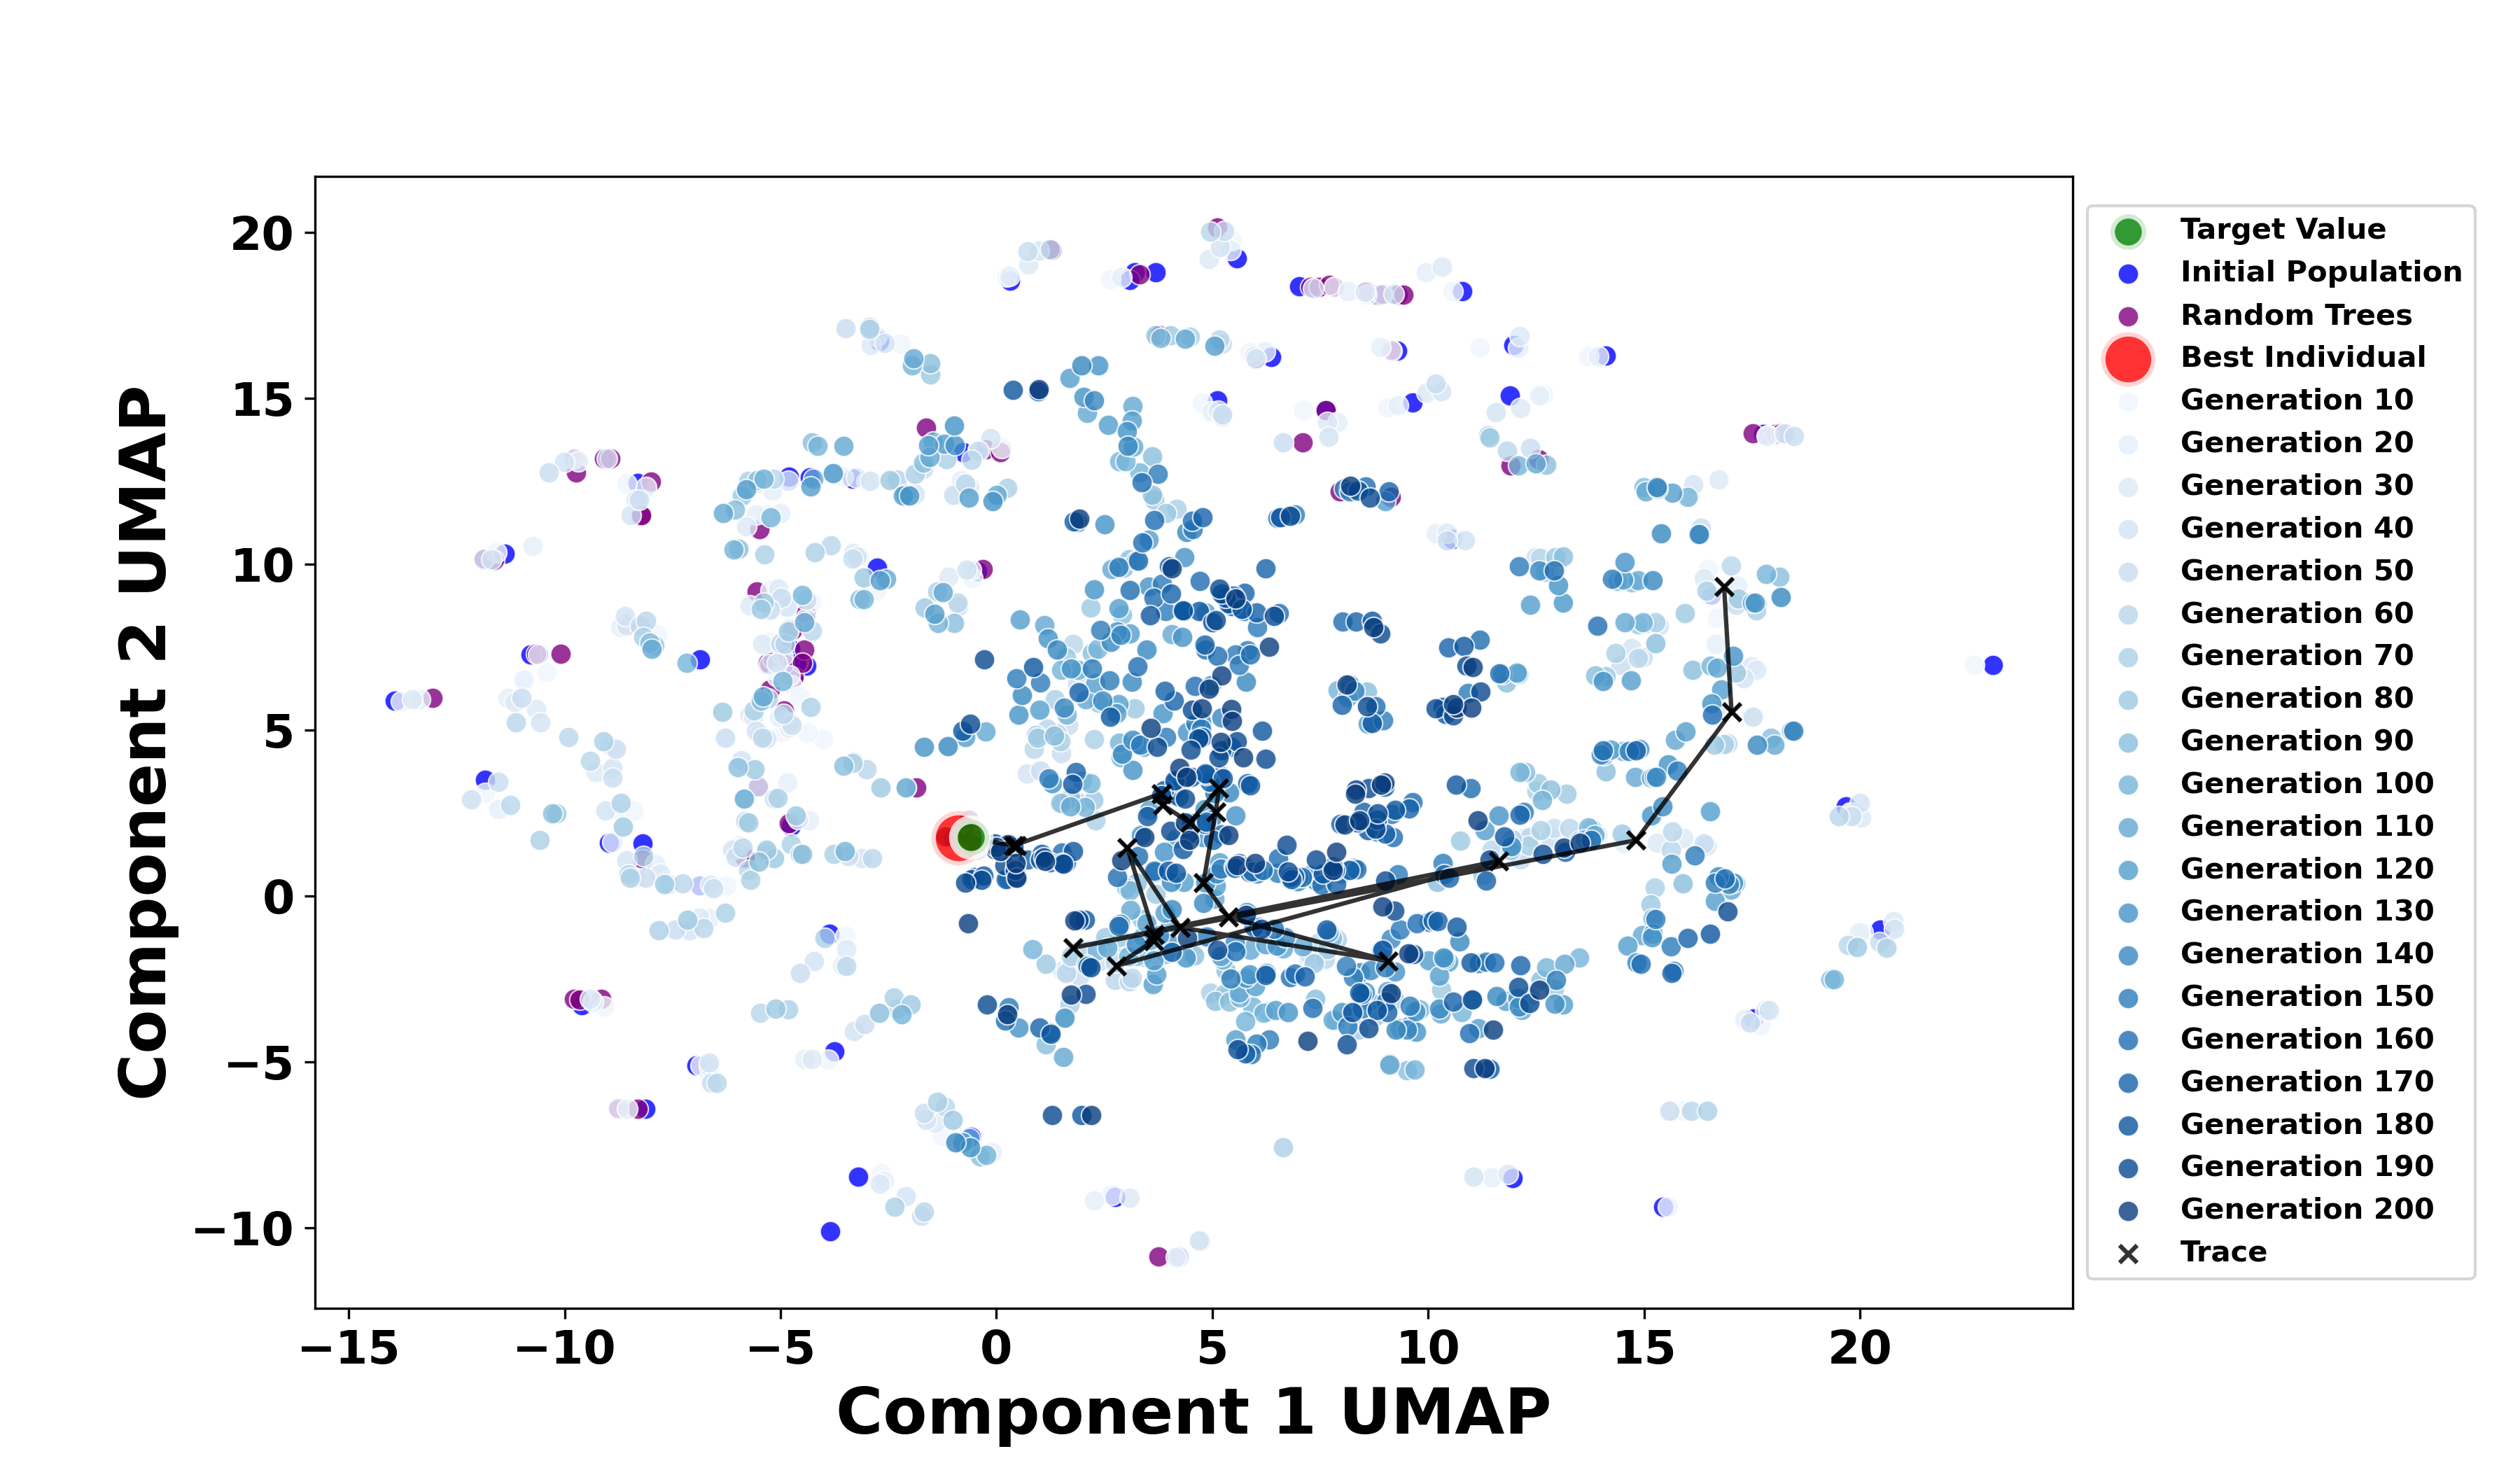 20
15
10
5
0
−5
−10
Component 2 UMAP
−15
−10
−5
0
5
10
15
20
Component 1 UMAP
Target Value
Initial Population
Random Trees
Best Individual
Generation 10
Generation 20
Generation 30
Generation 40
Generation 50
Generation 60
Generation 70
Generation 80
Generation 90
Generation 100
Generation 110
Generation 120
Generation 130
Generation 140
Generation 150
Generation 160
Generation 170
Generation 180
Generation 190
Generation 200
Trace